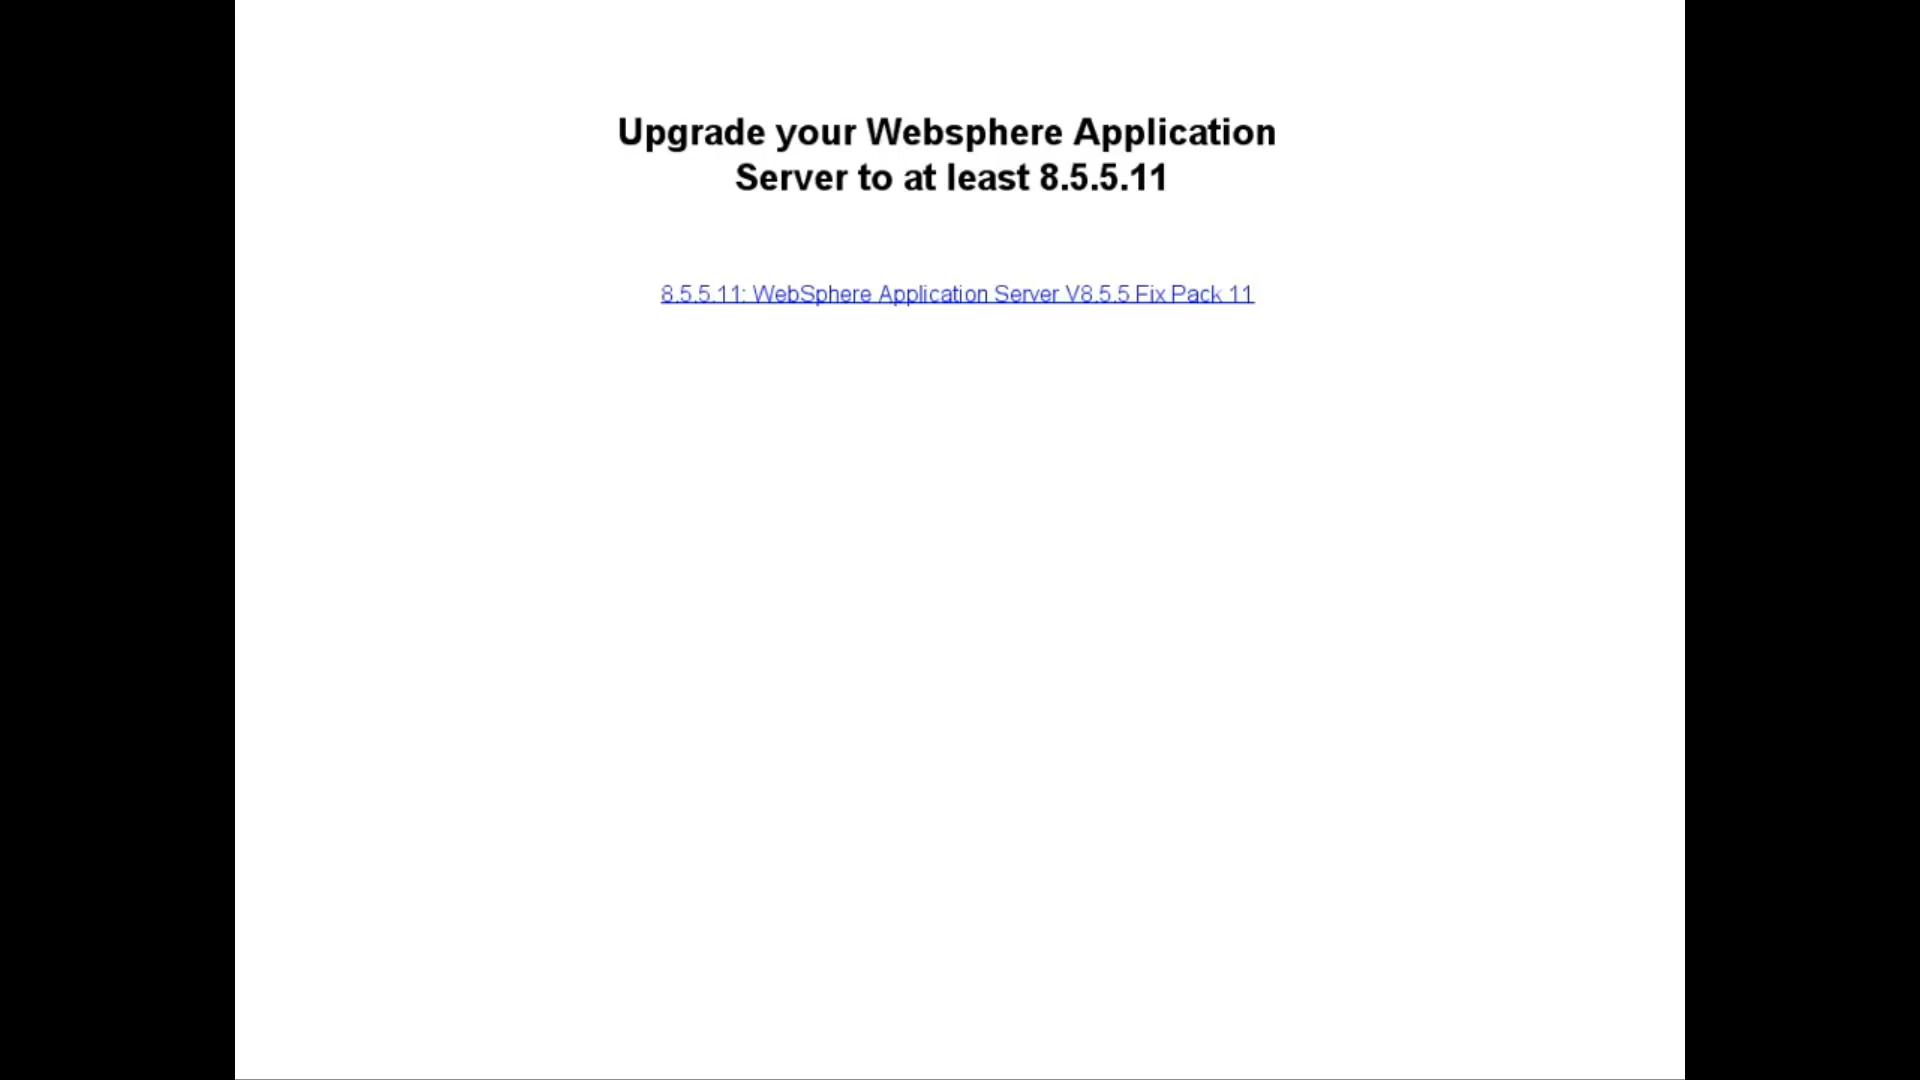 Upgrade your Websphere Application
Server to at least 8.5.5.11
8.5.5.11: WebSphere Application Server V8.5.5 Fix Pack 11